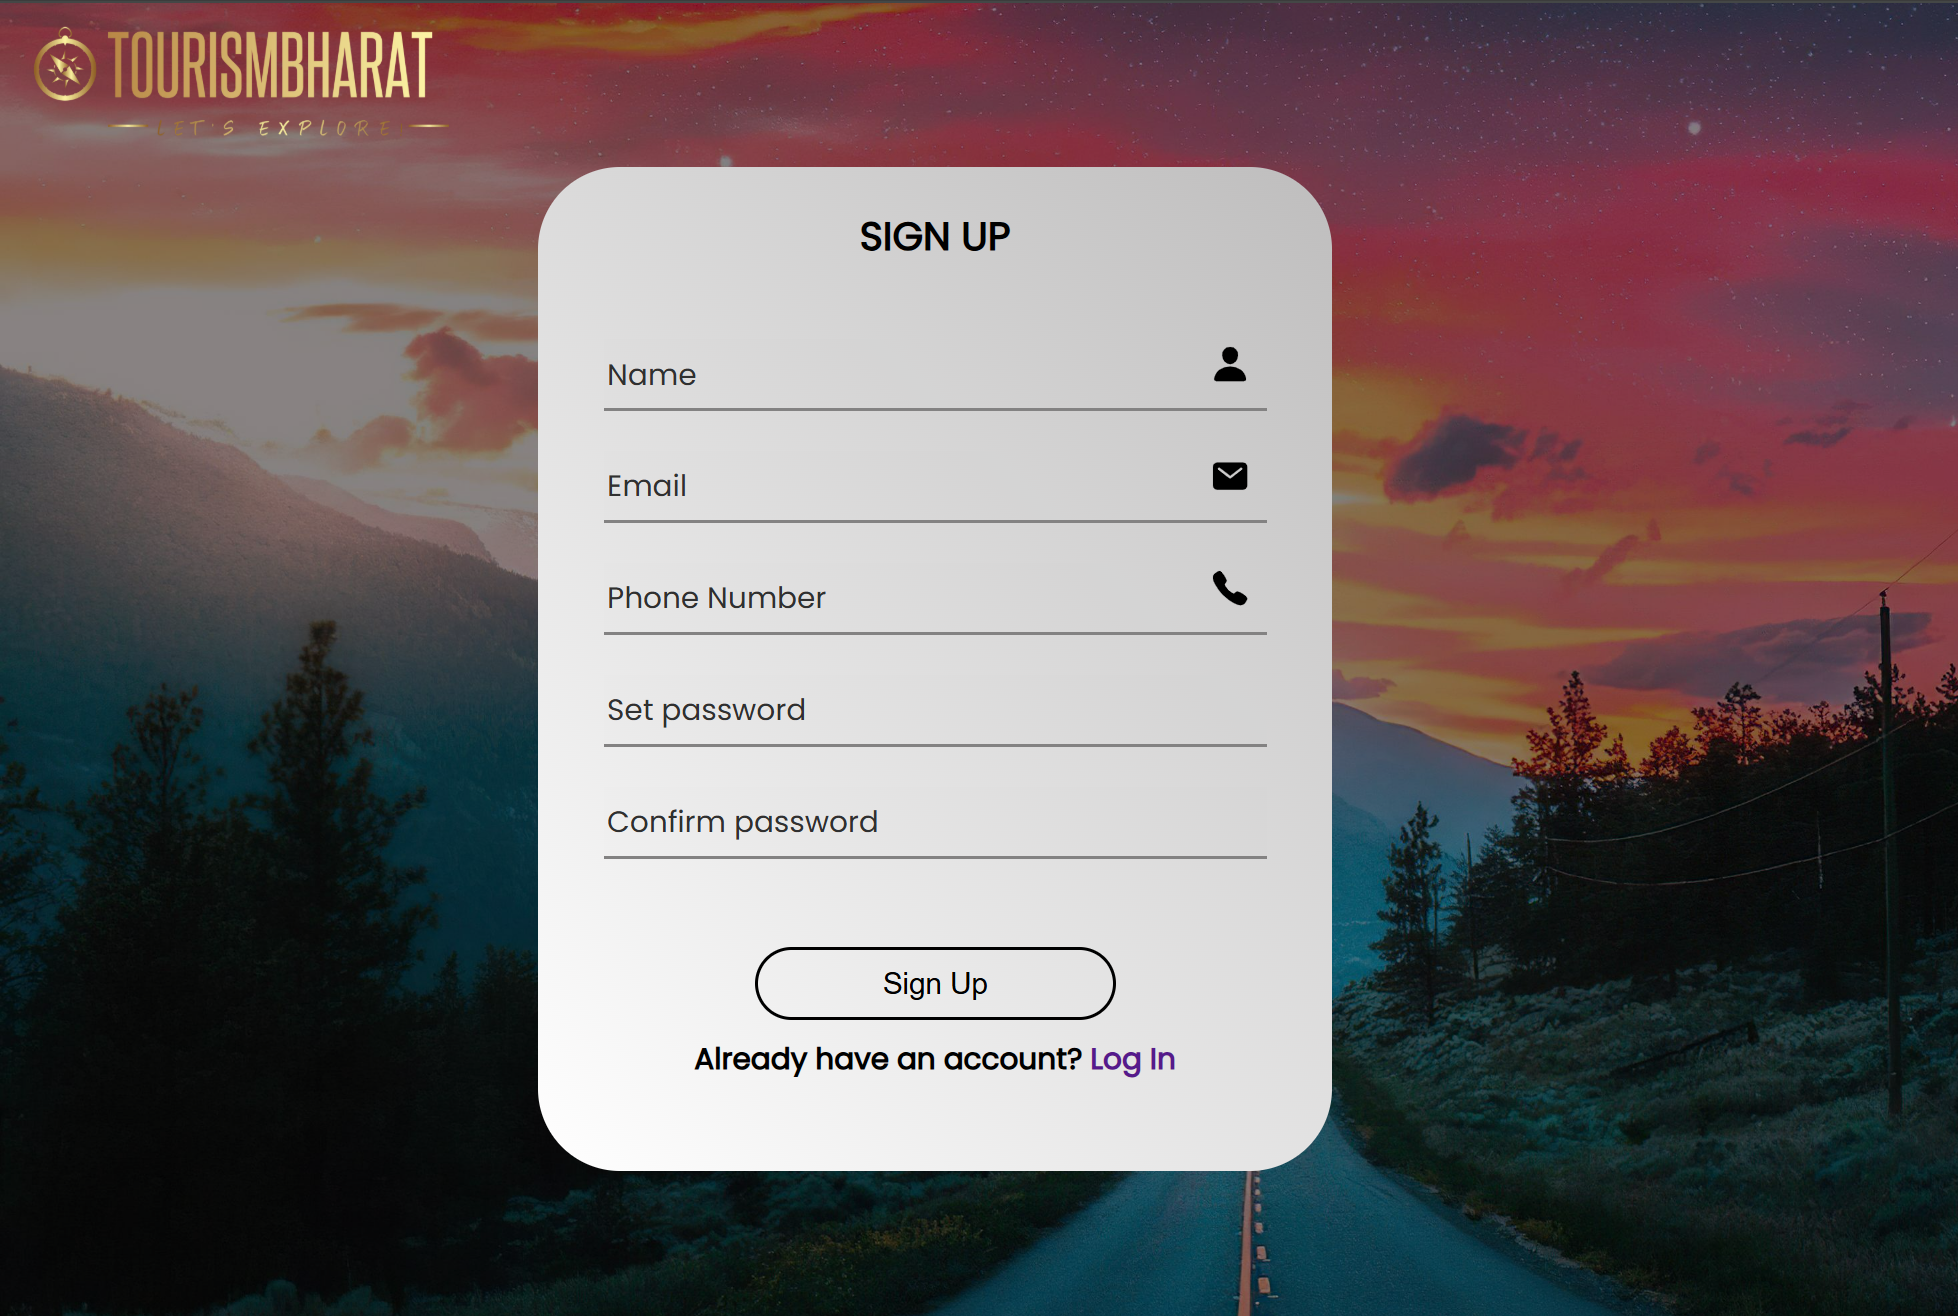 TOURISMBHARAT
LET'S EXPLORE
SIGN UP
Name
Email
Phone Number
Set password
Confirm password
Sign Up
Already have an account? Log In